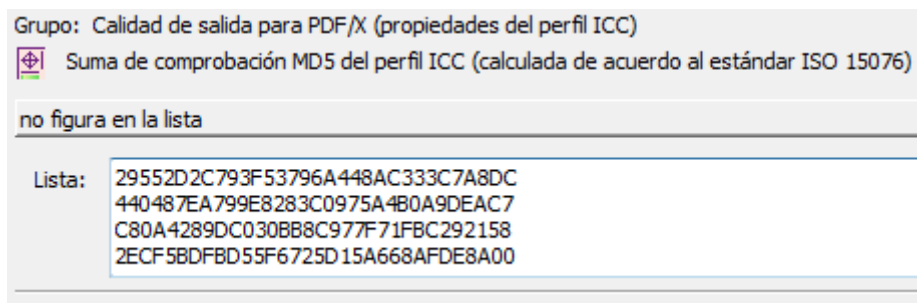 Grupo: Calidad de salida para PDF/X (propiedades del perfil ICC)
Suma de comprobación MD5 del perfil ICC (calculada de acuerdo al estándar ISO 15076)
no figura en la lista
Lista: 29552D2C793F53796A448AC333C7A8DC
440487EA799E8283C0975A4B0A9DEAC7
C80A4289DC030BB8C977F71FBC292158
2ECF5BDFBD55F6725D15A668AFDE8A00